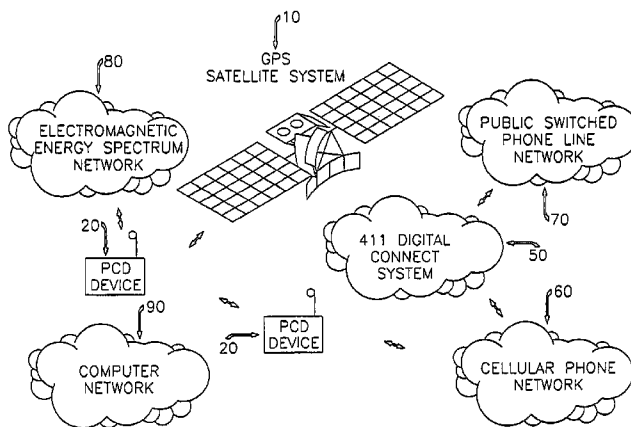 10
GPS
SATELLITE SYSTEM
80
ELECTROMAGNETIC
ENERGY SPECTRUM
NETWORK
PUBLIC SWITCHED
PHONE LINE
NETWORK
70
20
PCD
DEVICE
411 DIGITAL
CONNECT
SYSTEM
50
90
COMPUTER
NETWORK
20
PCD
DEVICE
60
CELLULAR PHONE
NETWORK